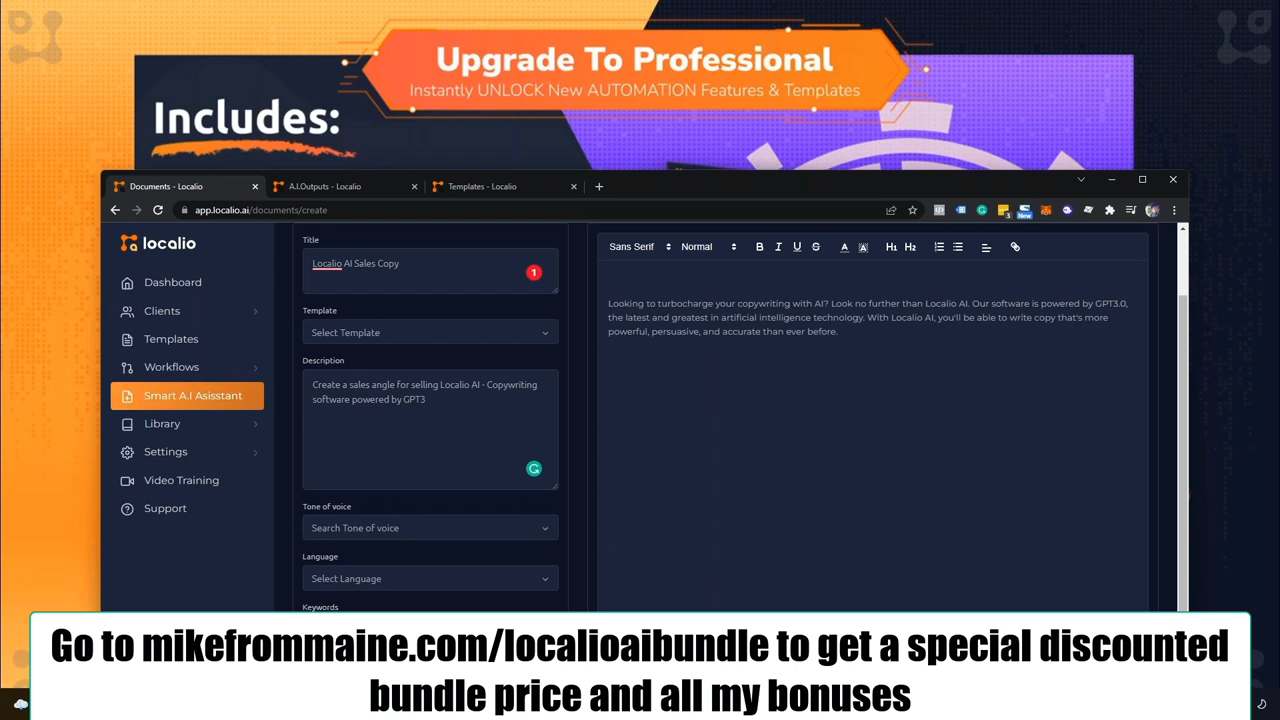 Upgrade To Professional
Instantly UNLOCK New AUTOMATION Features & Templates
Includes:
Documents - Localio
A.I.Outputs - Localio
Templates - Localio
app.localio.ai/documents/create
3
New
localio
Dashboard
Clients
Templates
Workflows
Smart A.I Asisstant
Library
Settings
Video Training
Support
Title
Localio AI Sales Copy
1
Template
Select Template
Description
Create a sales angle for selling Localio AI - Copywriting
software powered by GPT3
Tone of voice
Search Tone of voice
Language
Select Language
Keywords
Sans Serif Normal B I U S A A H1 H2
Looking to turbocharge your copywriting with AI? Look no further than Localio AI. Our software is powered by GPT3.0,
the latest and greatest in artificial intelligence technology. With Localio AI, you'll be able to write copy that's more
powerful, persuasive, and accurate than ever before.
Go to mikefrommaine.com/localioaibundle to get a special discounted
bundle price and all my bonuses